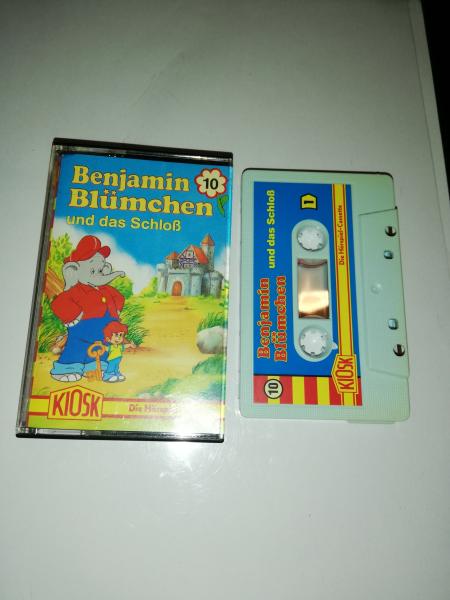 Benjamin
Blümchen
10
und das Schloß
KIOSK
Die Hörspiel
Benjamin
Blümchen
und das Schloß
10
1
KIOSK
Die Hörspiel-Cassette